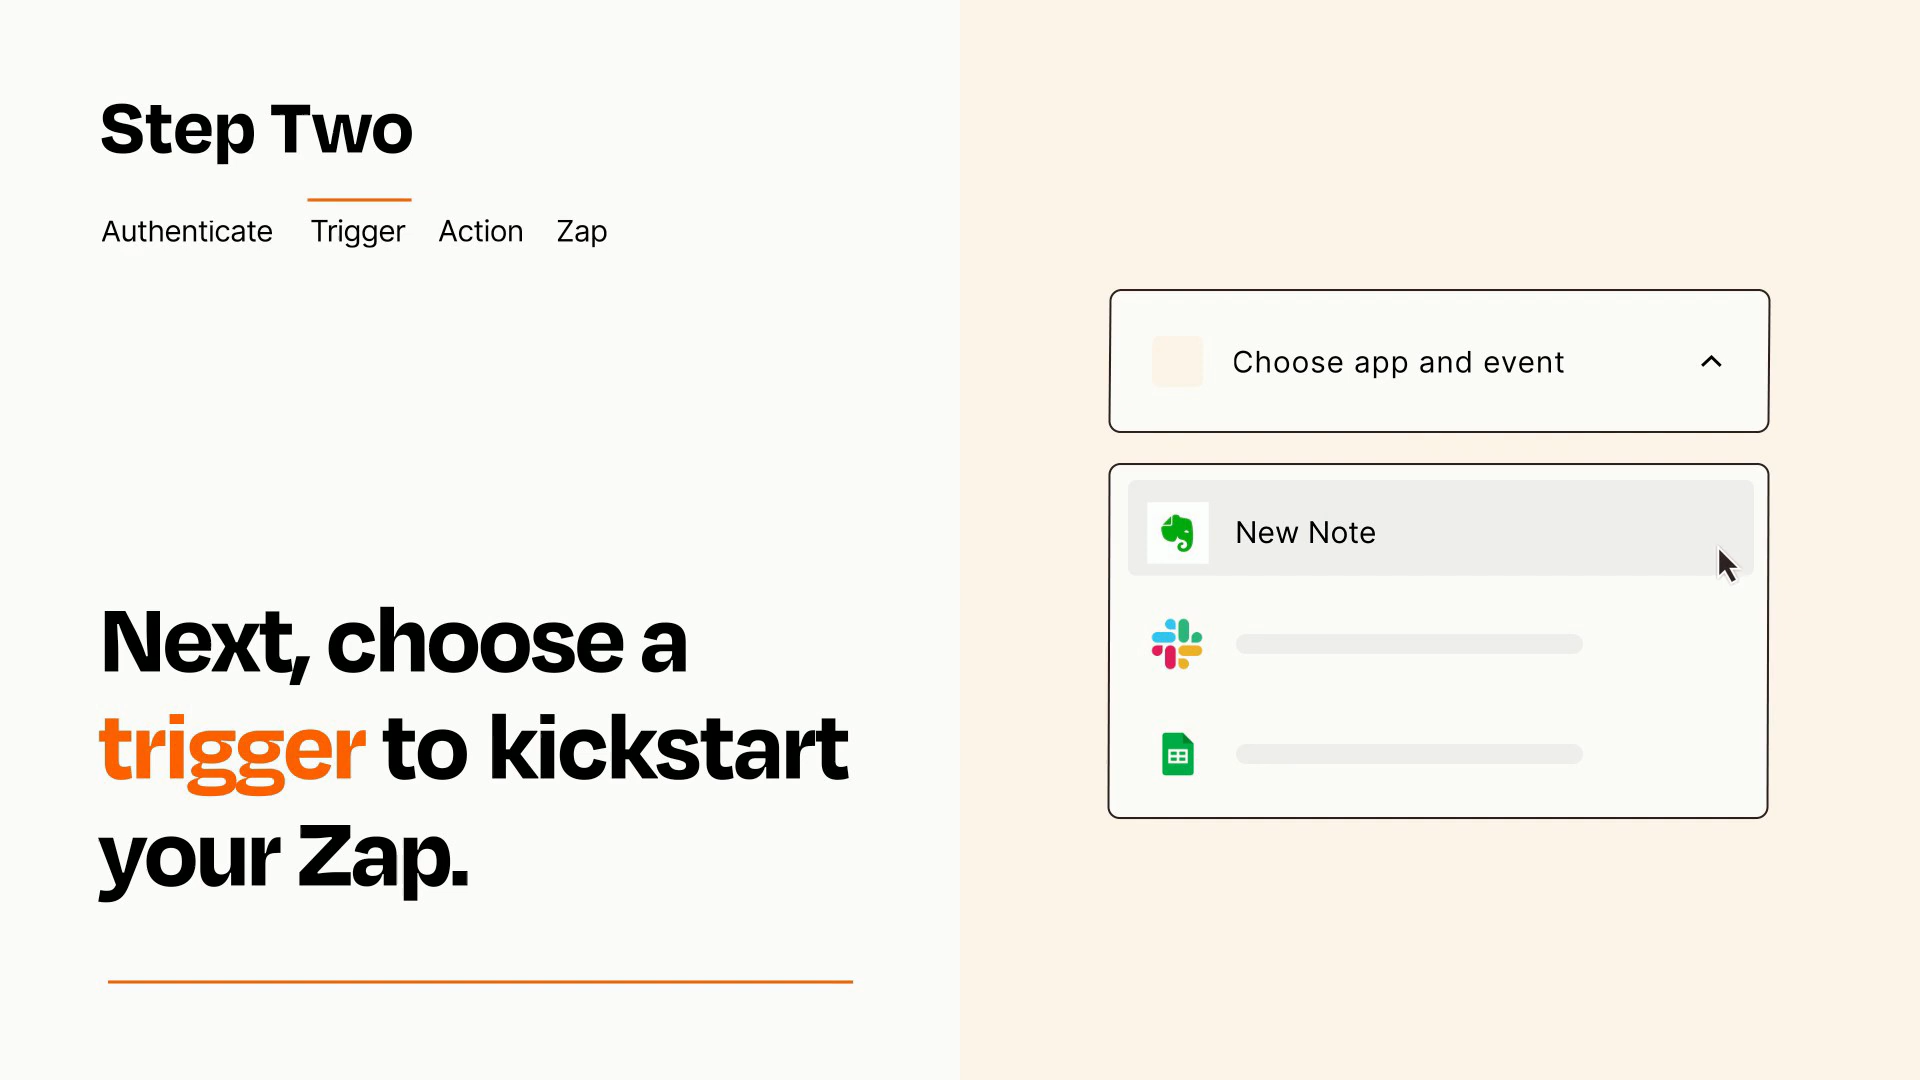 Step Two
Authenticate Trigger Action Zap
Next, choose a
trigger to kickstart
your Zap.
Choose app and event
New Note